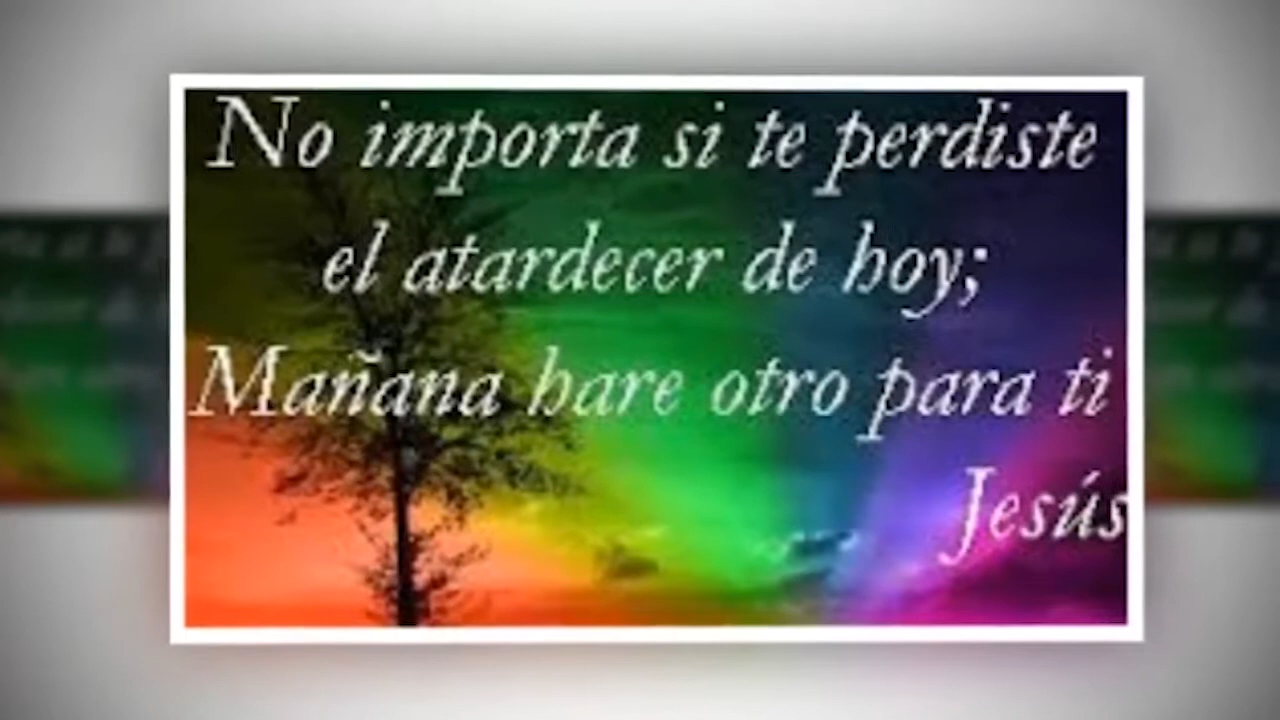 No importa si te perdiste
el atardecer de hoy;
Mañana hare otro para ti
Jesús